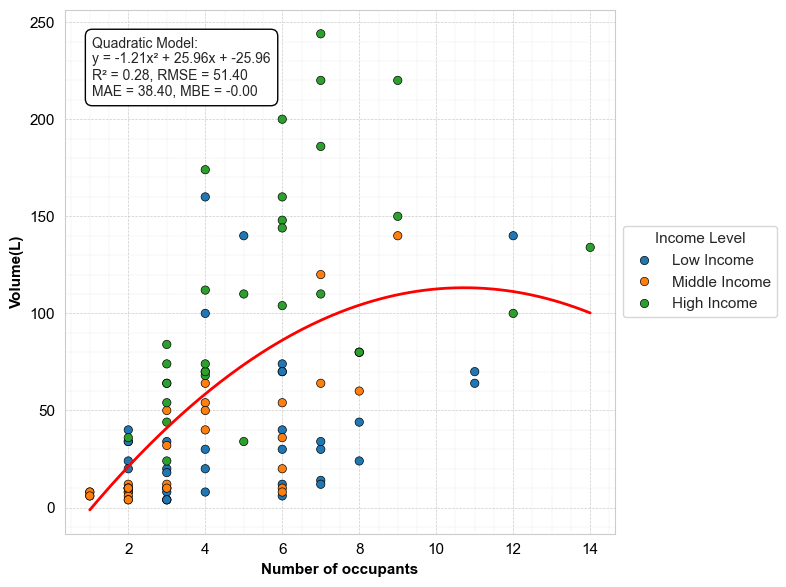 250
200
150
100
50
0
Volume(L)
Quadratic Model:
y = -1.21x² + 25.96x + -25.96
R² = 0.28, RMSE = 51.40
MAE = 38.40, MBE = -0.00
Income Level
Low Income
Middle Income
High Income
2 4 6 8 10 12 14
Number of occupants